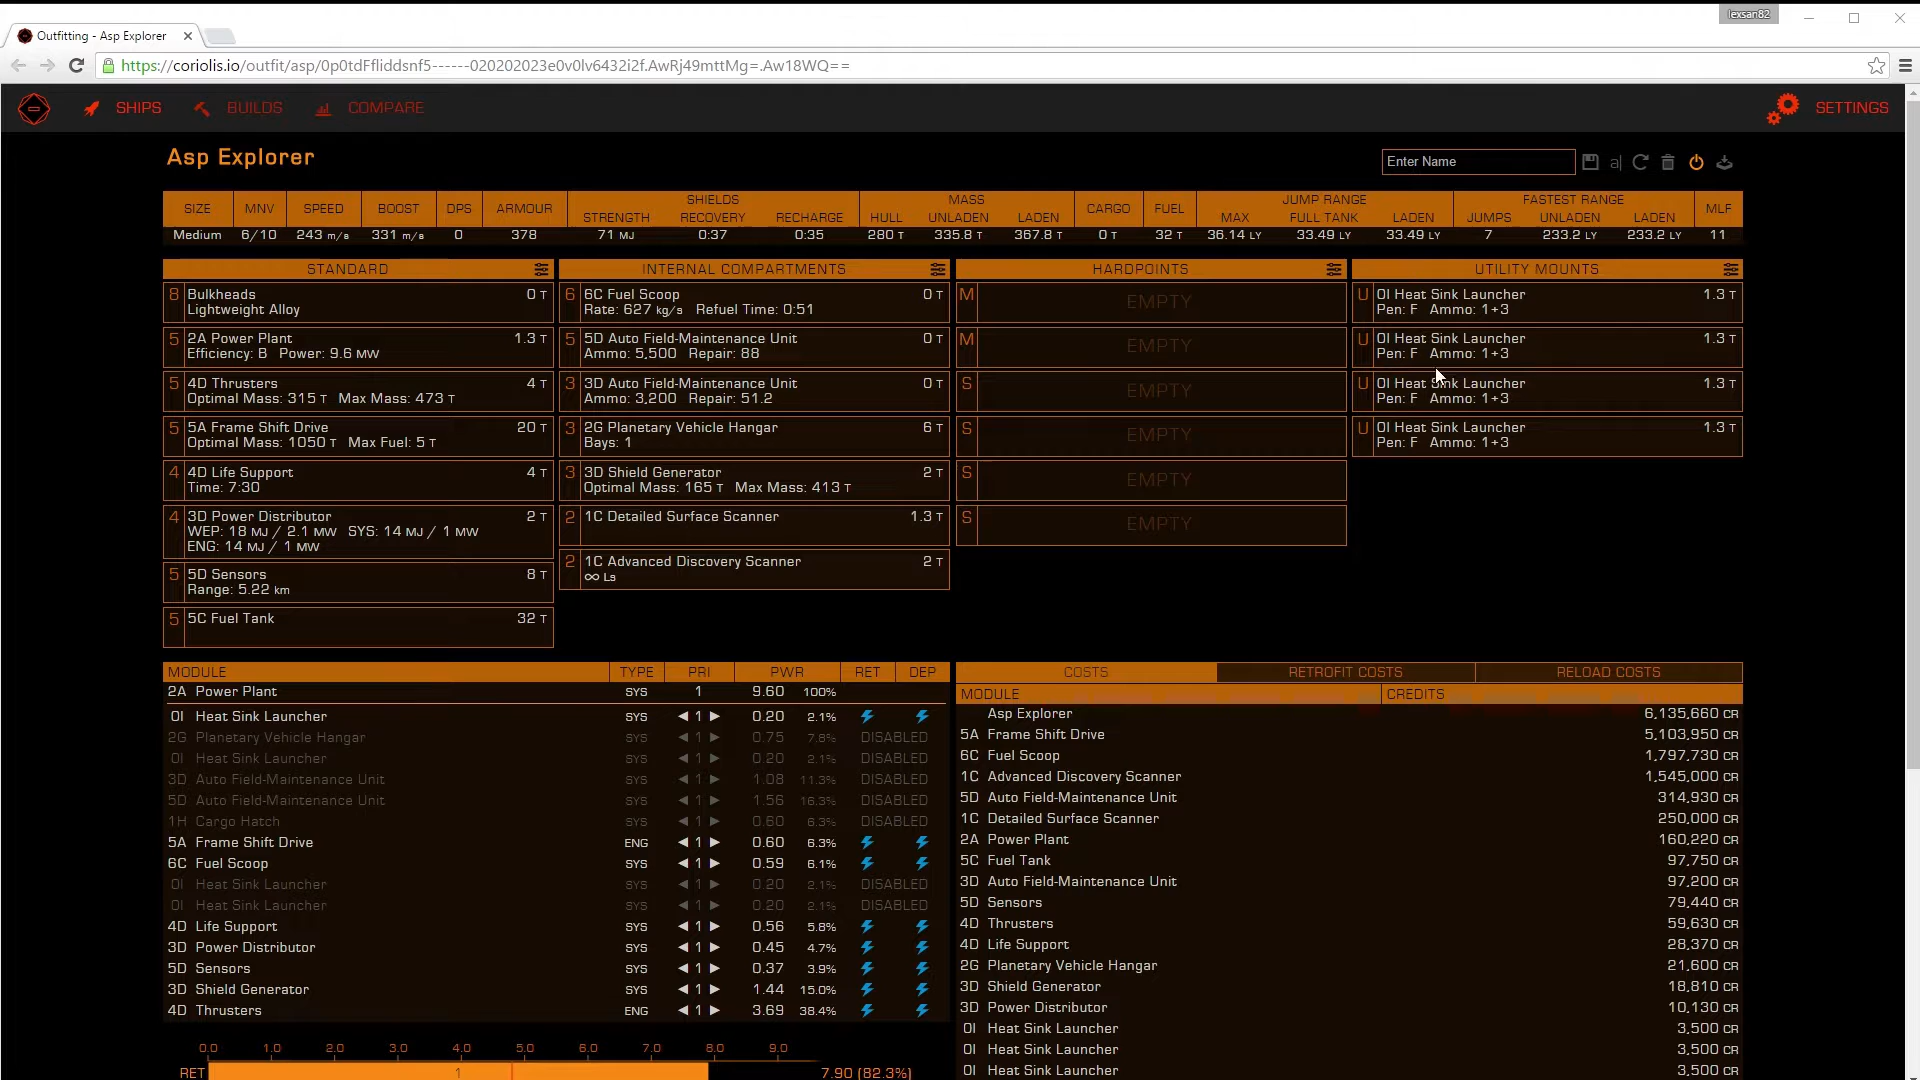 lexsan82
Outfitting - Asp Explorer
https://coriolis.io/outfit/asp/0p0tdFfliddsnf5------020202023e0v0lv6432i2f.AwRj49mttMg=.Aw18WQ==
SHIPS BUILDS COMPARE SETTINGS
Asp Explorer
Enter Name
SIZE MNV SPEED BOOST DPS ARMOUR SHIELDS MASS CARGO FUEL JUMP RANGE FASTEST RANGE MLF
STRENGTH RECOVERY RECHARGE HULL UNLADEN LADEN MAX FULL TANK LADEN JUMPS UNLADEN LADEN
Medium 6/10 243 m/s 331 m/s 0 378 71 MJ 0:37 0:35 280 T 335.8 T 367.8 T 0 T 32 T 36.14 LY 33.49 LY 33.49 LY 7 233.2 LY 233.2 LY 11
STANDARD
8 Bulkheads 0 T
Lightweight Alloy
5 2A Power Plant 1.3 T
Efficiency: B Power: 9.6 MW
5 4D Thrusters 4 T
Optimal Mass: 315 T Max Mass: 473 T
5 5A Frame Shift Drive 20 T
Optimal Mass: 1050 T Max Fuel: 5 T
4 4D Life Support 4 T
Time: 7:30
4 3D Power Distributor 2 T
WEP: 18 MJ / 2.1 MW SYS: 14 MJ / 1 MW
ENG: 14 MJ / 1 MW
5 5D Sensors 8 T
Range: 5.22 km
5 5C Fuel Tank 32 T
INTERNAL COMPARTMENTS
6 6C Fuel Scoop 0 T
Rate: 627 kg/s Refuel Time: 0:51
5 5D Auto Field-Maintenance Unit 0 T
Ammo: 5,500 Repair: 88
3 3D Auto Field-Maintenance Unit 0 T
Ammo: 3,200 Repair: 51.2
3 2G Planetary Vehicle Hangar 6 T
Bays: 1
3 3D Shield Generator 2 T
Optimal Mass: 165 T Max Mass: 413 T
2 1C Detailed Surface Scanner 1.3 T
2 1C Advanced Discovery Scanner 2 T
∞ Ls
HARDPOINTS
M EMPTY
M EMPTY
S EMPTY
S EMPTY
S EMPTY
S EMPTY
UTILITY MOUNTS
U 0I Heat Sink Launcher 1.3 T
Pen: F Ammo: 1+3
U 0I Heat Sink Launcher 1.3 T
Pen: F Ammo: 1+3
U 0I Heat Sink Launcher 1.3 T
Pen: F Ammo: 1+3
U 0I Heat Sink Launcher 1.3 T
Pen: F Ammo: 1+3
MODULE TYPE PRI PWR RET DEP
2A Power Plant SYS 1 9.60 100%
0I Heat Sink Launcher SYS 1 0.20 2.1%
2G Planetary Vehicle Hangar SYS 1 0.75 7.8% DISABLED
0I Heat Sink Launcher SYS 1 0.20 2.1% DISABLED
3D Auto Field-Maintenance Unit SYS 1 1.08 11.3% DISABLED
5D Auto Field-Maintenance Unit SYS 1 1.56 16.3% DISABLED
1H Cargo Hatch SYS 1 0.60 6.3% DISABLED
5A Frame Shift Drive ENG 1 0.60 6.3%
6C Fuel Scoop SYS 1 0.59 6.1%
0I Heat Sink Launcher SYS 1 0.20 2.1% DISABLED
0I Heat Sink Launcher SYS 1 0.20 2.1% DISABLED
4D Life Support SYS 1 0.56 5.8%
3D Power Distributor SYS 1 0.45 4.7%
5D Sensors SYS 1 0.37 3.9%
3D Shield Generator SYS 1 1.44 15.0%
4D Thrusters ENG 1 3.69 38.4%
0.0 1.0 2.0 3.0 4.0 5.0 6.0 7.0 8.0 9.0
RET 1 7.90 (82.3%)
COSTS RETROFIT COSTS RELOAD COSTS
MODULE CREDITS
Asp Explorer 6,135,660 CR
5A Frame Shift Drive 5,103,950 CR
6C Fuel Scoop 1,797,730 CR
1C Advanced Discovery Scanner 1,545,000 CR
5D Auto Field-Maintenance Unit 314,930 CR
1C Detailed Surface Scanner 250,000 CR
2A Power Plant 160,220 CR
5C Fuel Tank 97,750 CR
3D Auto Field-Maintenance Unit 97,200 CR
5D Sensors 79,440 CR
4D Thrusters 59,630 CR
4D Life Support 28,370 CR
2G Planetary Vehicle Hangar 21,600 CR
3D Shield Generator 18,810 CR
3D Power Distributor 10,130 CR
0I Heat Sink Launcher 3,500 CR
0I Heat Sink Launcher 3,500 CR
0I Heat Sink Launcher 3,500 CR